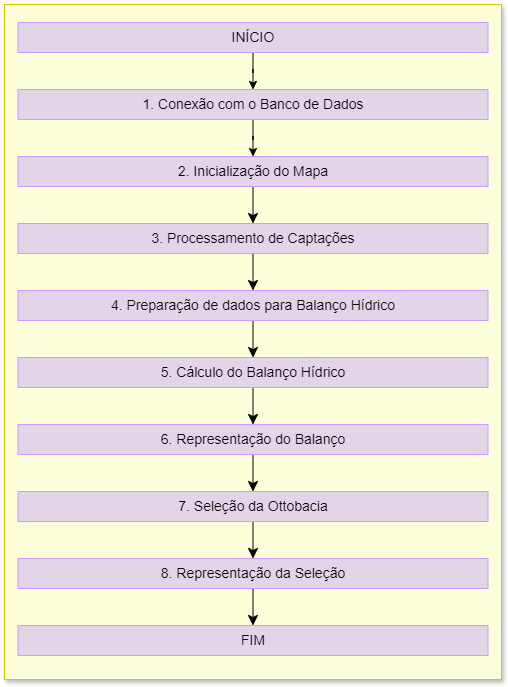 INÍCIO
1. Conexão com o Banco de Dados
2. Inicialização do Mapa
3. Processamento de Captações
4. Preparação de dados para Balanço Hídrico
5. Cálculo do Balanço Hídrico
6. Representação do Balanço
7. Seleção da Ottobacia
8. Representação da Seleção
FIM